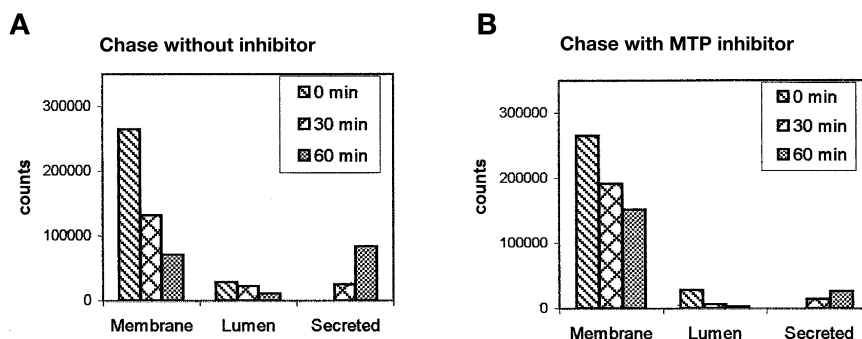 A
Chase without inhibitor
counts
300000
200000
100000
0
0 min
30 min
60 min
Membrane Lumen Secreted
B
Chase with MTP inhibitor
counts
300000
200000
100000
0
0 min
30 min
60 min
Membrane Lumen Secreted